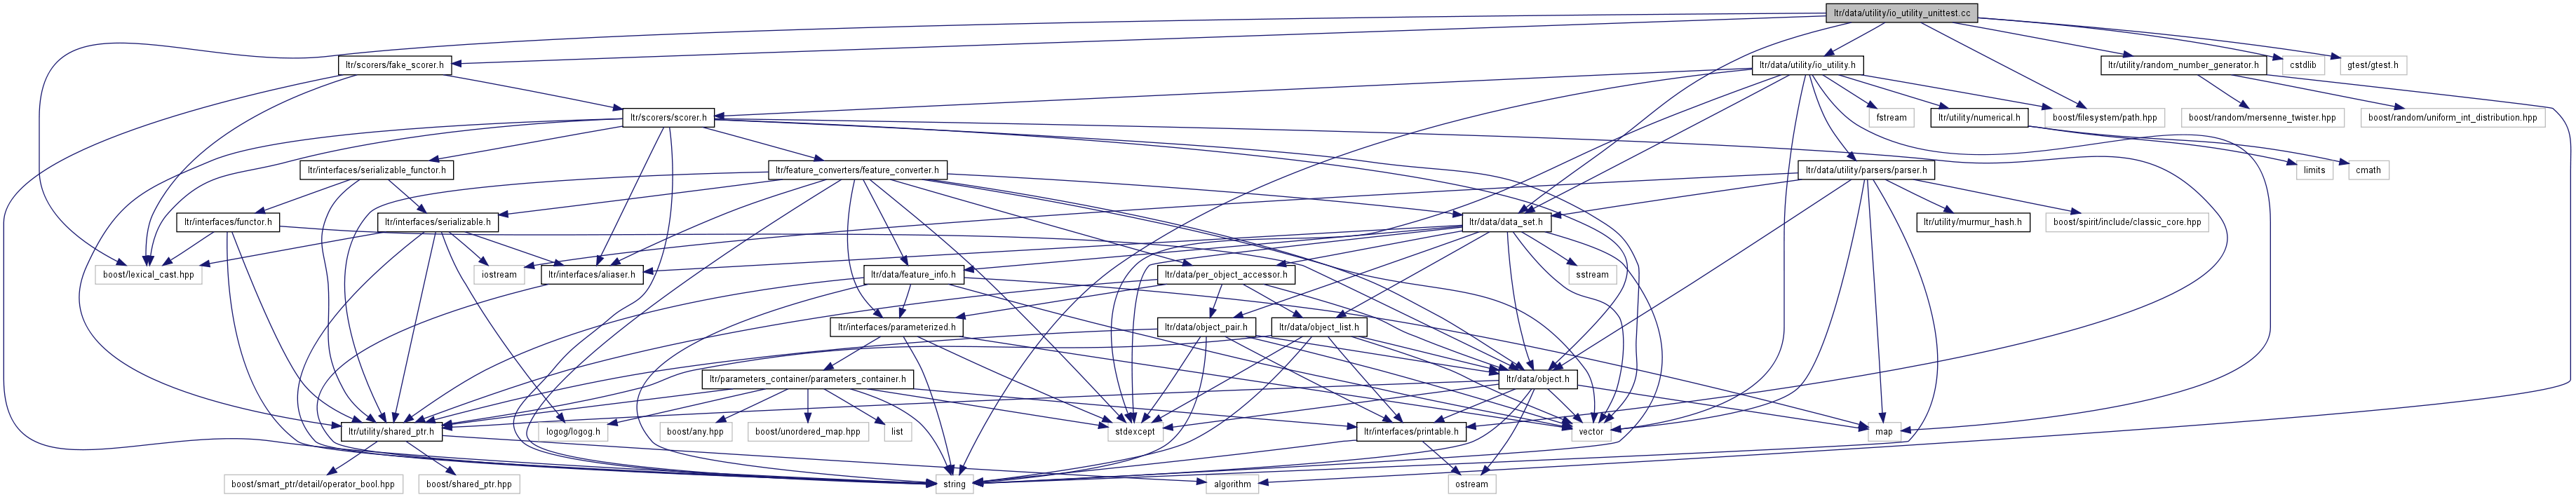 ltr/data/utility/io_utility_unittest.cc
ltr/scorers/fake_scorer.h
ltr/data/utility/io_utility.h
ltr/utility/random_number_generator.h
cstdlib
gtest/gtest.h
ltr/scorers/scorer.h
fstream
ltr/utility/numerical.h
boost/filesystem/path.hpp
boost/random/mersenne_twister.hpp
boost/random/uniform_int_distribution.hpp
ltr/interfaces/serializable_functor.h
ltr/feature_converters/feature_converter.h
ltr/data/utility/parsers/parser.h
limits
cmath
ltr/interfaces/functor.h
ltr/interfaces/serializable.h
ltr/data/data_set.h
ltr/utility/murmur_hash.h
boost/spirit/include/classic_core.hpp
boost/lexical_cast.hpp
iostream
ltr/interfaces/aliaser.h
ltr/data/feature_info.h
ltr/data/per_object_accessor.h
sstream
ltr/interfaces/parameterized.h
ltr/data/object_pair.h
ltr/data/object_list.h
ltr/parameters_container/parameters_container.h
ltr/data/object.h
ltr/utility/shared_ptr.h
logog/logog.h
boost/any.hpp
boost/unordered_map.hpp
list
stdexcept
ltr/interfaces/printable.h
vector
map
boost/smart_ptr/detail/operator_bool.hpp
boost/shared_ptr.hpp
string
algorithm
ostream